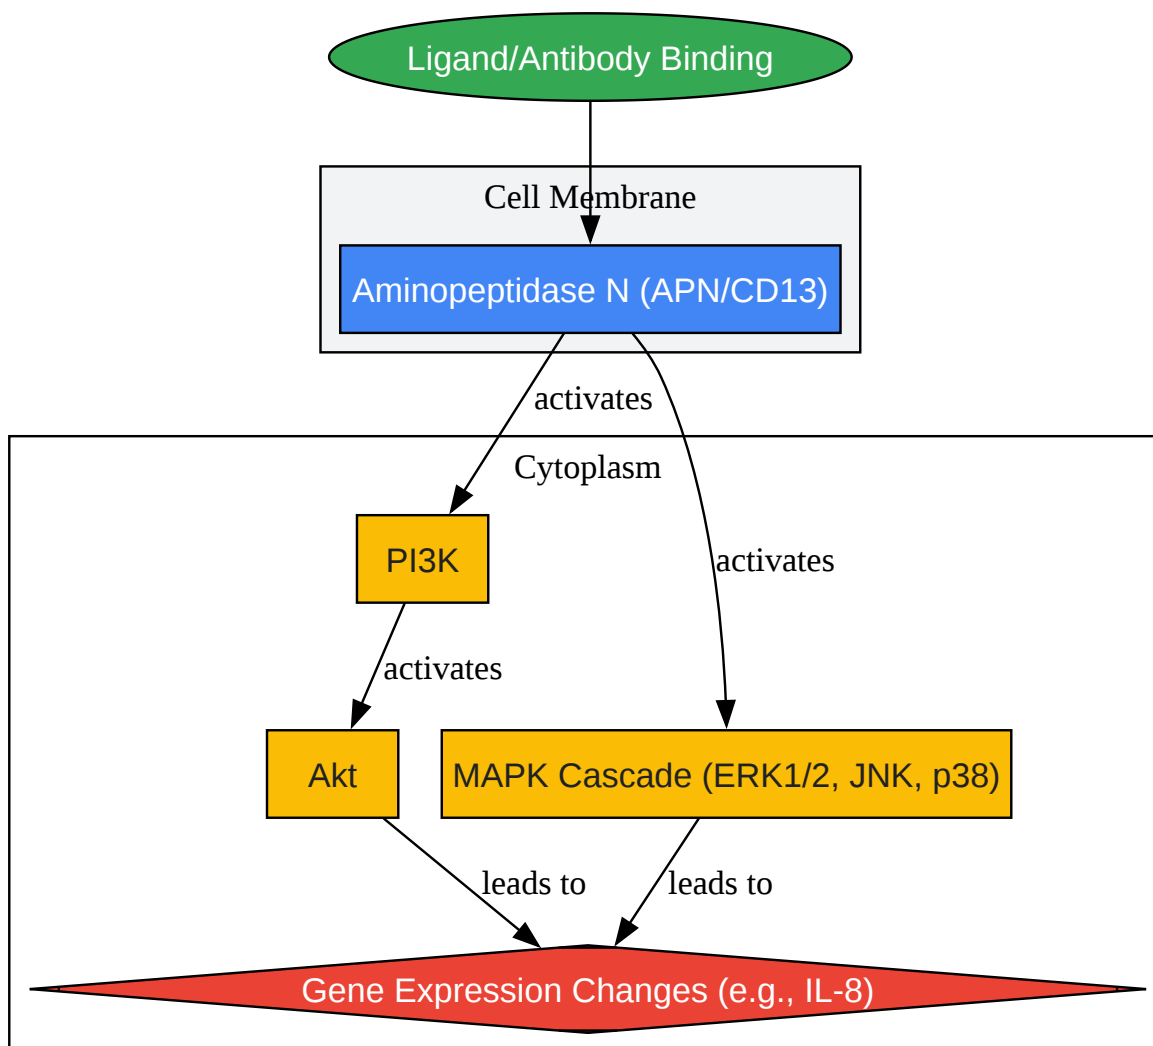 Ligand/Antibody Binding
Cell Membrane
Aminopeptidase N (APN/CD13)
activates
Cytoplasm
PI3K
activates
activates
Akt
MAPK Cascade (ERK1/2, JNK, p38)
leads to
leads to
Gene Expression Changes (e.g., IL-8)